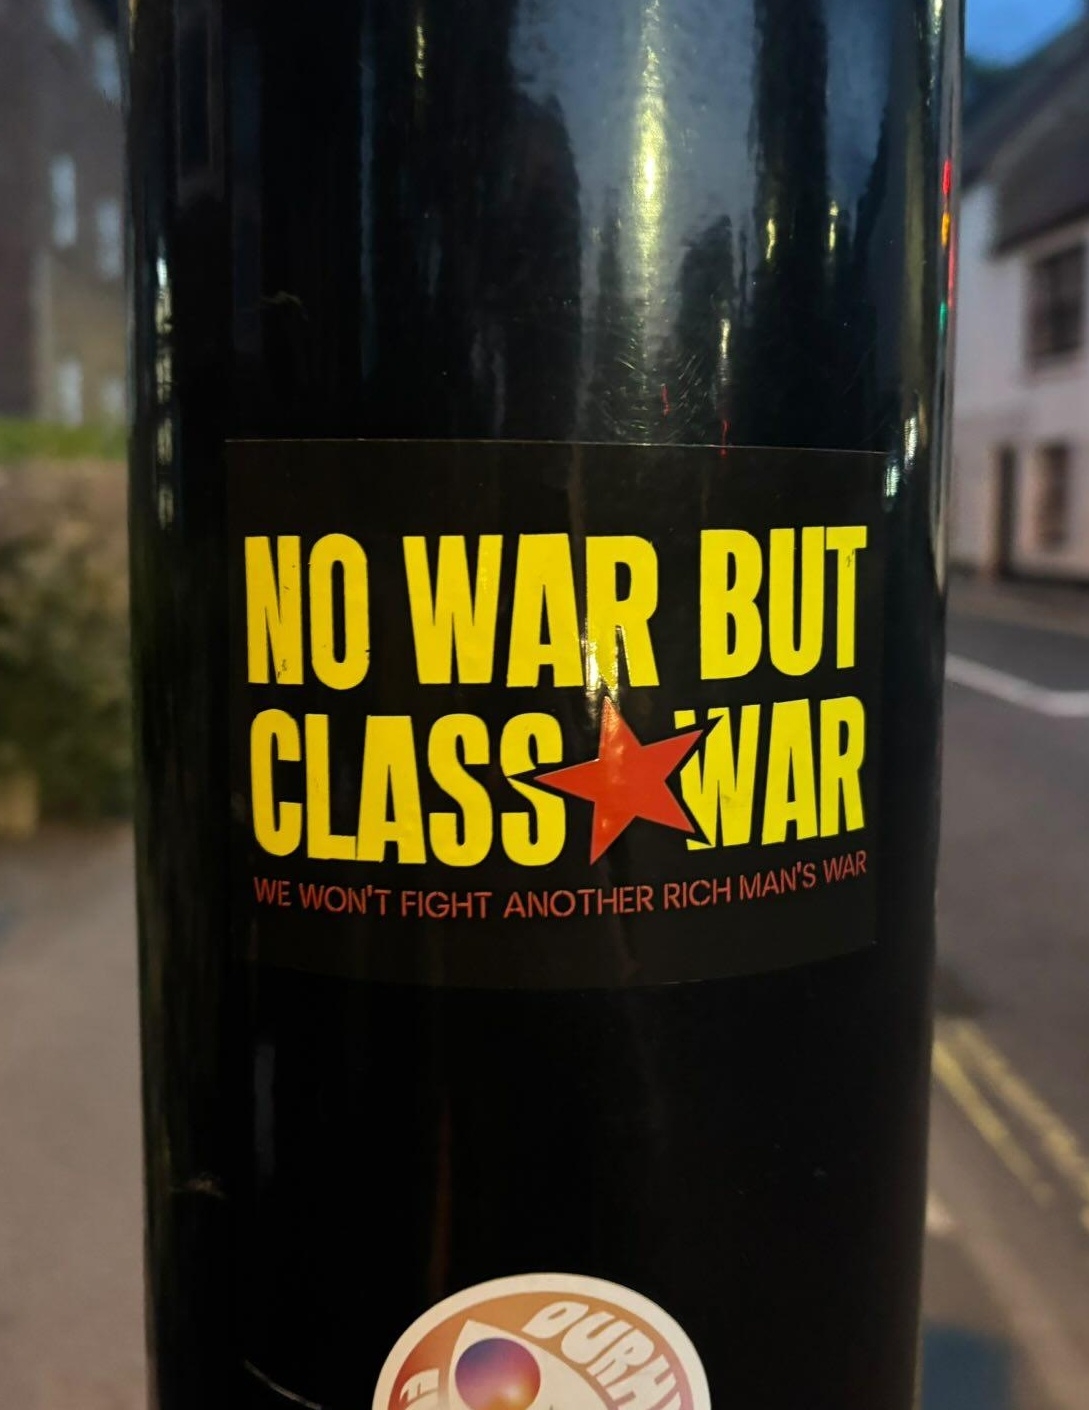 NO WAR BUT
CLASS WAR
WE WON'T FIGHT ANOTHER RICH MAN'S WAR